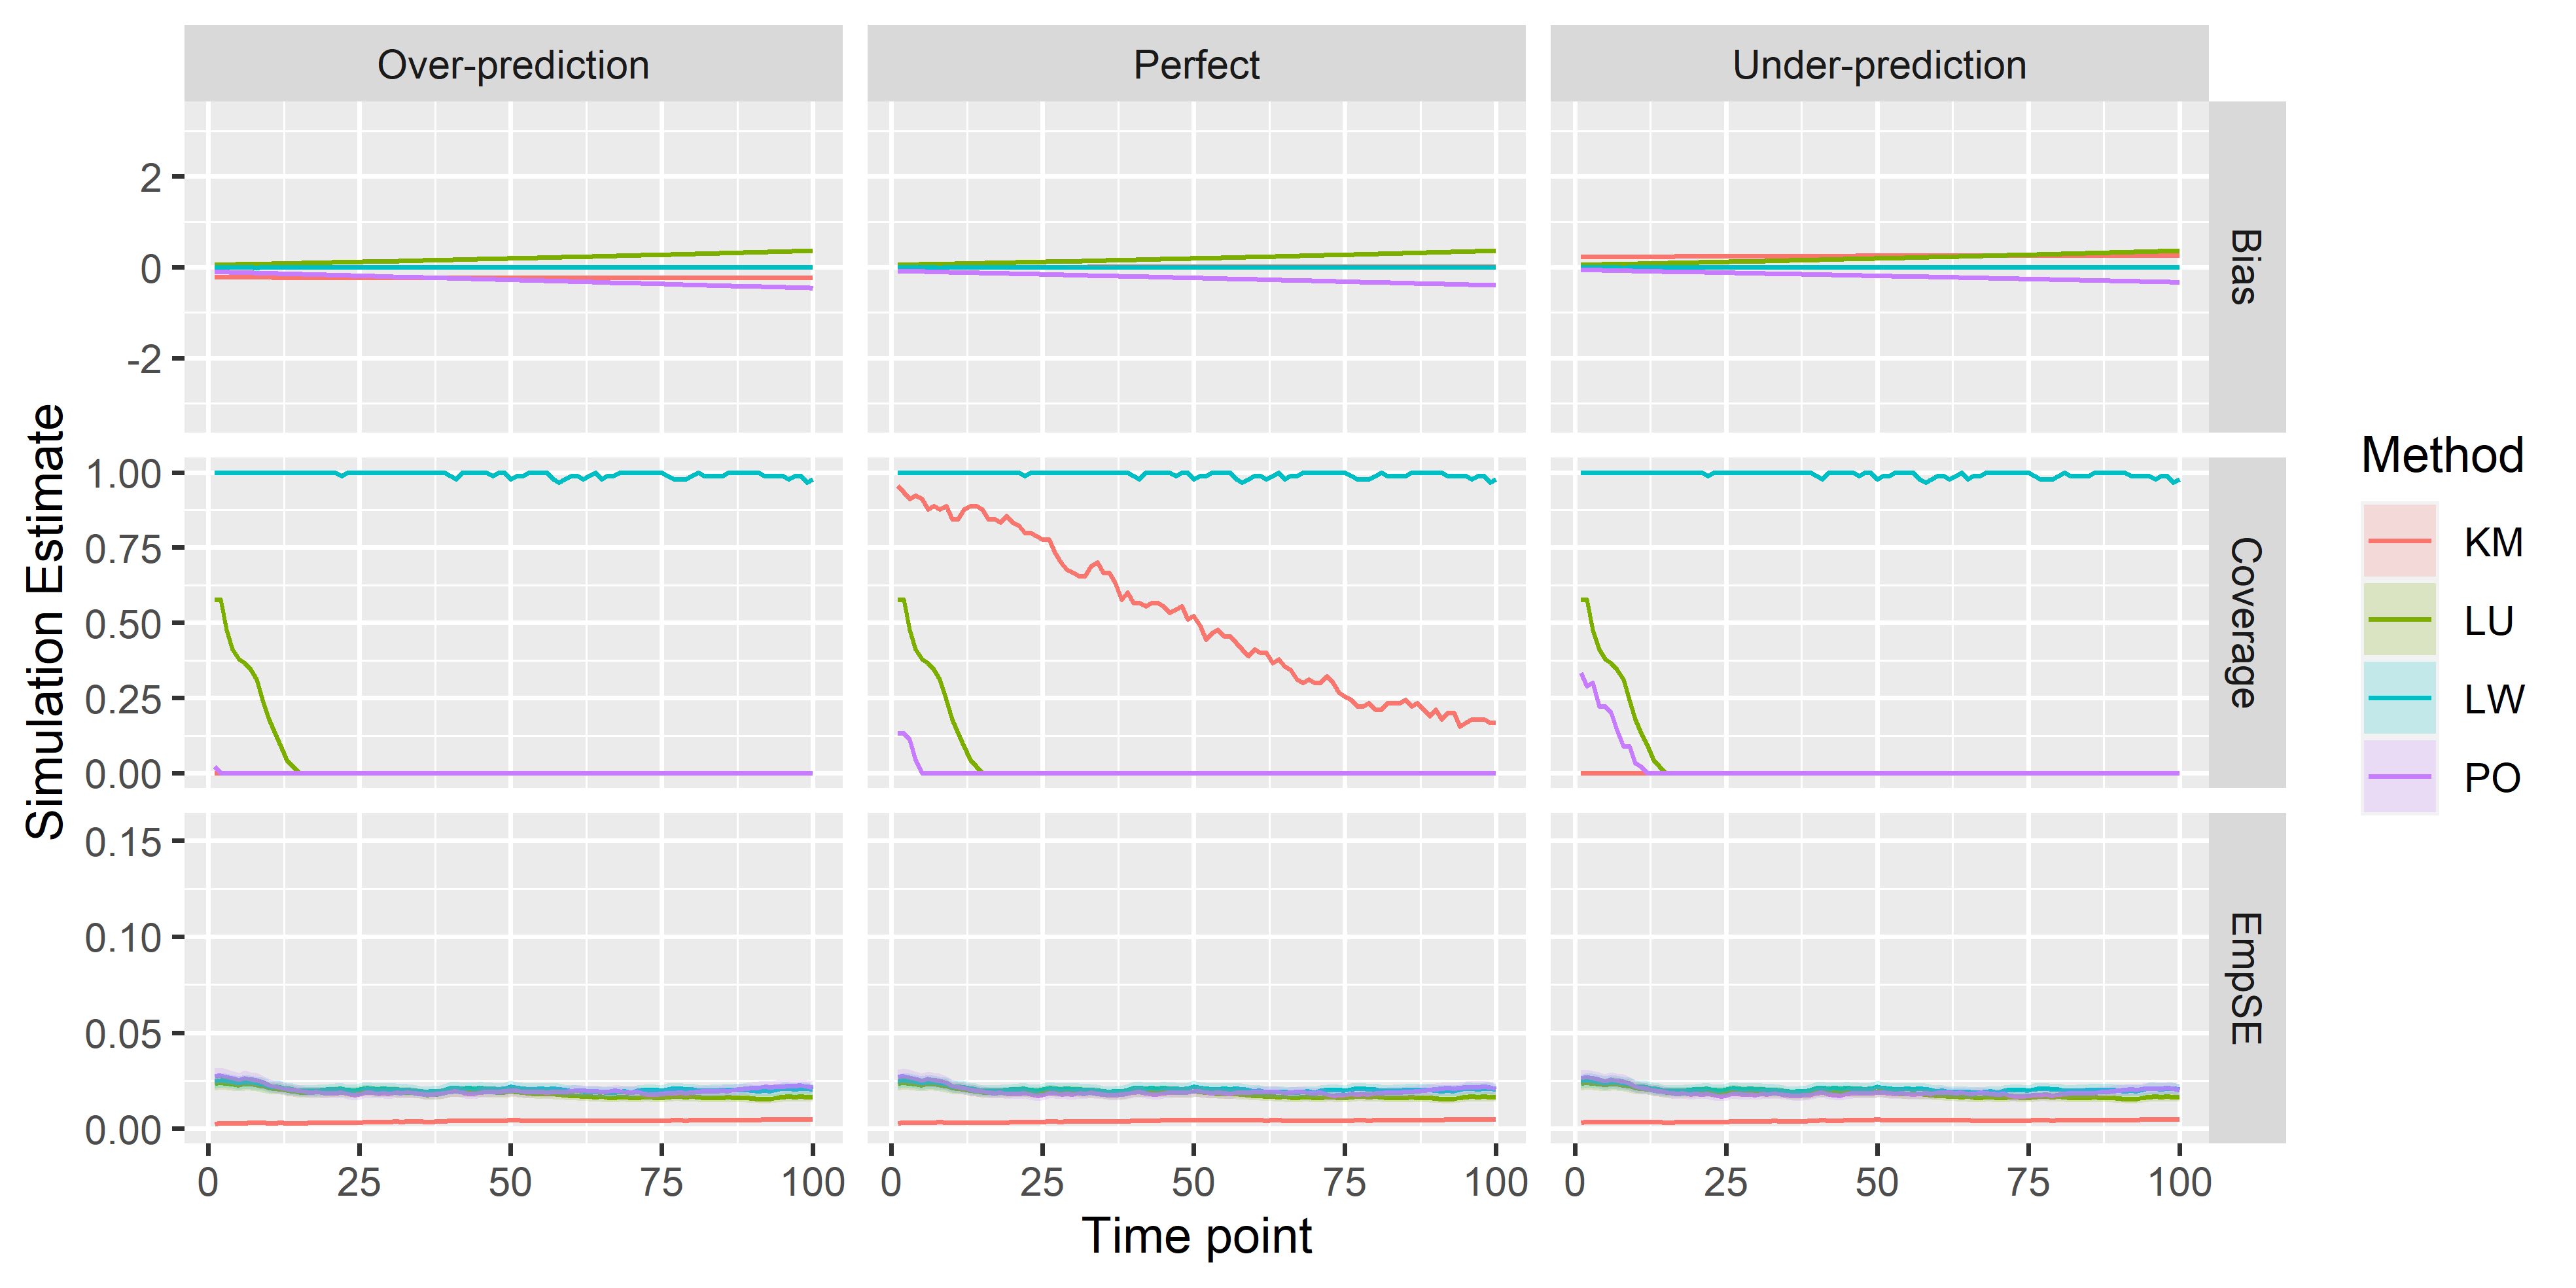 Over-prediction
Perfect
Under-prediction
2
0
-2
Bias
1.00
0.75
0.50
0.25
0.00
Coverage
0.15
0.10
0.05
0.00
EmpSE
0 25 50 75 100
0 25 50 75 100
0 25 50 75 100
Time point
Simulation Estimate
Method
KM
LU
LW
PO